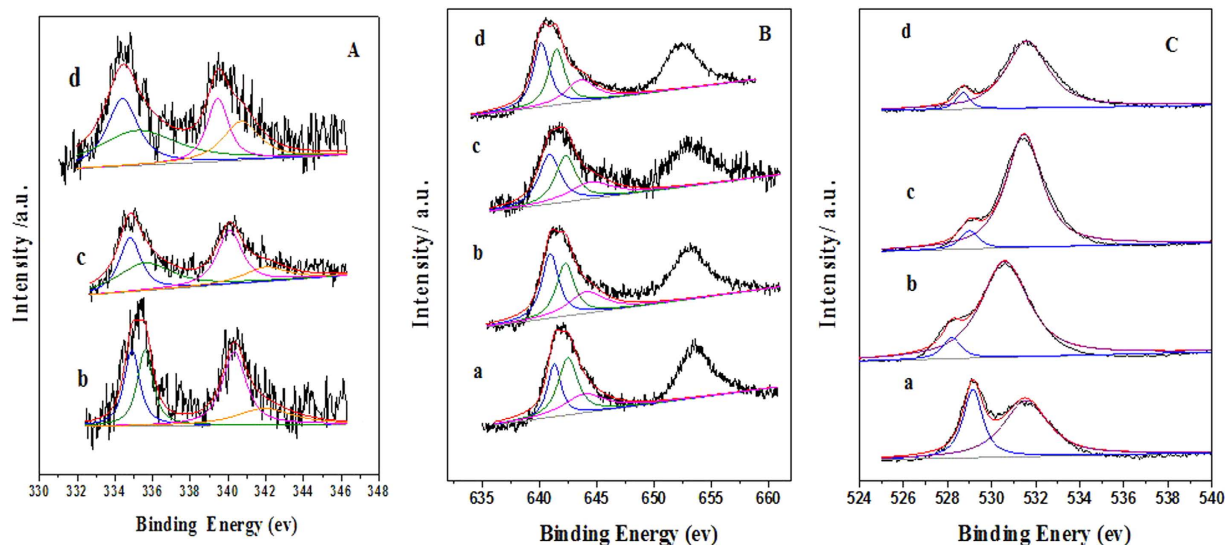 A
d
c
b
Intensity /a.u.
330 332 334 336 338 340 342 344 346 348
Binding Energy (ev)
B
d
c
b
a
Intensity/ a.u.
635 640 645 650 655 660
Binding Energy (ev)
C
d
c
b
a
Intensity/ a.u.
524 526 528 530 532 534 536 538 540
Binding Enery (ev)